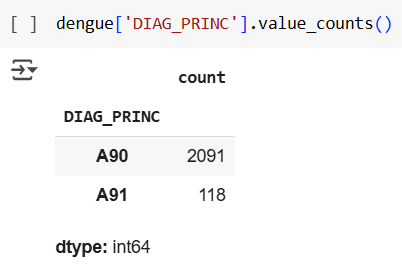 [ ] dengue['DIAG_PRINC'].value_counts()
count
DIAG_PRINC
A90 2091
A91 118
dtype: int64